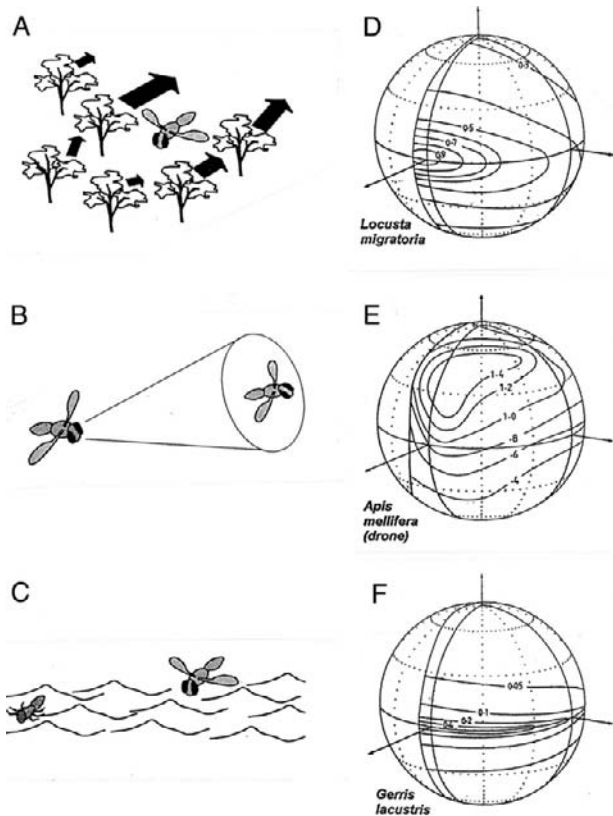 A
D
0·3
0·5
0·7
0·9
Locusta
migratoria
B
E
1·4
1·2
1·0
·8
·6
·4
Apis
mellifera
(drone)
C
F
0·05
0·1
0·2
Gerris
lacustris